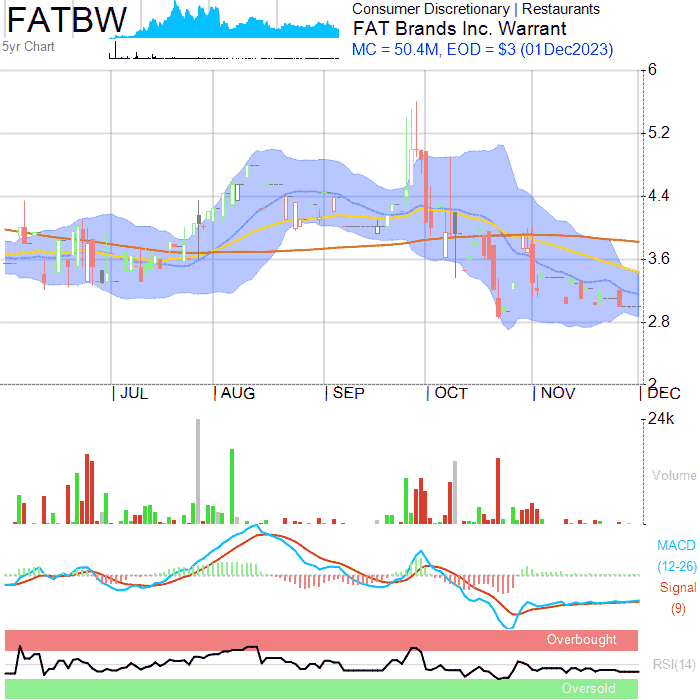 FATBW
5yr Chart
Consumer Discretionary | Restaurants
FAT Brands Inc. Warrant
MC = 50.4M, EOD = $3 (01Dec2023)
6
5.2
4.4
3.6
2.8
2
JUL
AUG
SEP
OCT
NOV
DEC
24k
Volume
MACD
(12-26)
Signal
(9)
Overbought
RSI(14)
Oversold